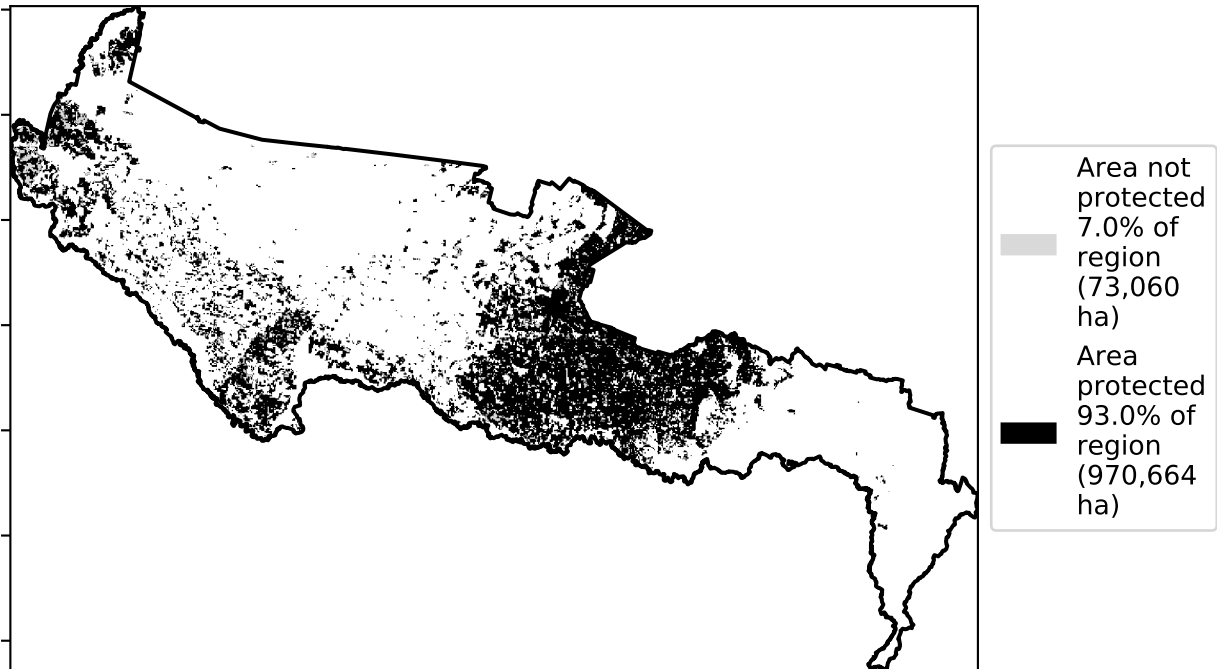 Area not
protected
7.0% of
region
(73,060
ha)
Area
protected
93.0% of
region
(970,664
ha)